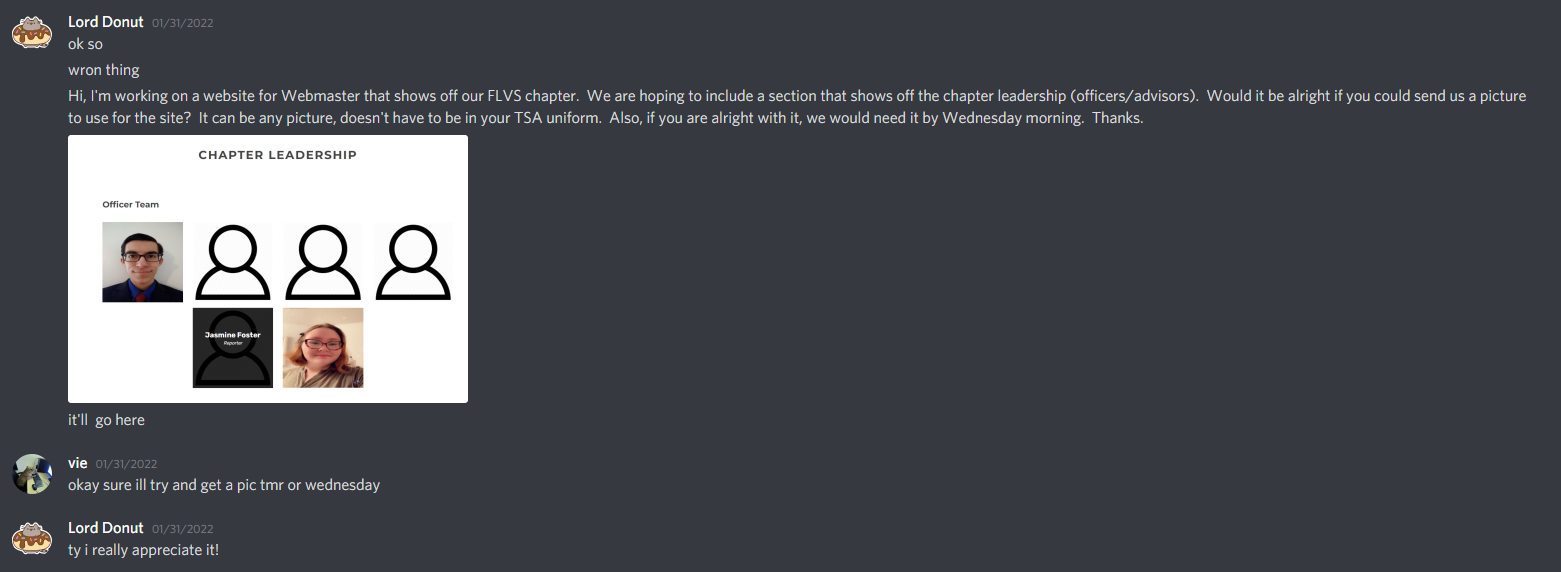 Lord Donut 01/31/2022
ok so
wron thing
Hi, I'm working on a website for Webmaster that shows off our FLVS chapter.  We are hoping to include a section that shows off the chapter leadership (officers/advisors).  Would it be alright if you could send us a picture
to use for the site?  It can be any picture, doesn't have to be in your TSA uniform.  Also, if you are alright with it, we would need it by Wednesday morning.  Thanks.
CHAPTER LEADERSHIP
Officer Team
Jasmine Foster
Reporter
it'll  go here
vie 01/31/2022
okay sure ill try and get a pic tmr or wednesday
Lord Donut 01/31/2022
ty i really appreciate it!